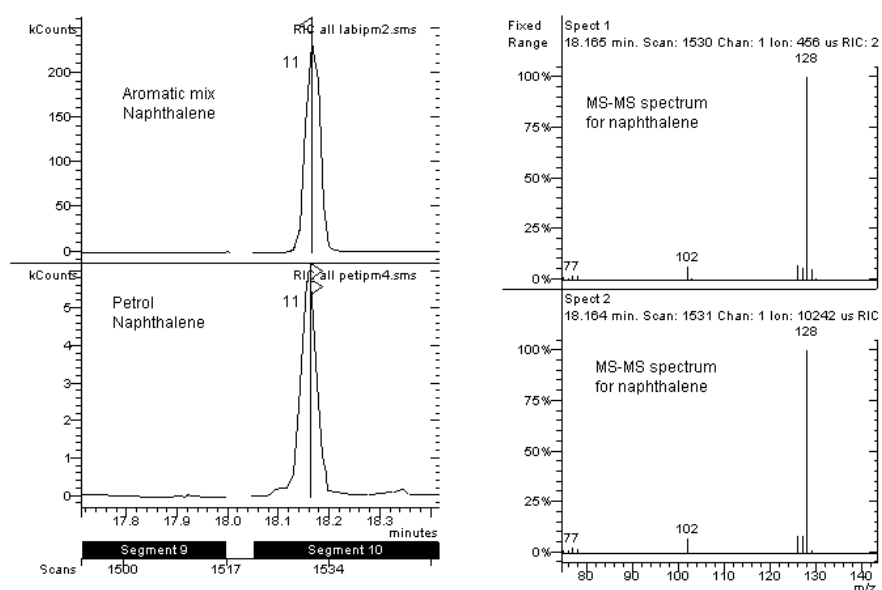 kCounts
RIC all labipm2.sms
11
200
150
100
50
0
Aromatic mix
Naphthalene
kCounts
RIC all petipm4.sms
11
5
4
3
2
1
0
Petrol
Naphthalene
17.8 17.9 18.0 18.1 18.2 18.3
minutes
Segment 9 Segment 10
Scans 1500 1517 1534
Fixed
Range
Spect 1
18.165 min. Scan: 1530 Chan: 1 Ion: 456 us RIC: 2
128
100%
75%
50%
25%
0%
MS-MS spectrum
for naphthalene
77
102
Spect 2
18.164 min. Scan: 1531 Chan: 1 Ion: 10242 us RIC
128
100%
75%
50%
25%
0%
MS-MS spectrum
for naphthalene
77
102
80 90 100 110 120 130 140
m/z